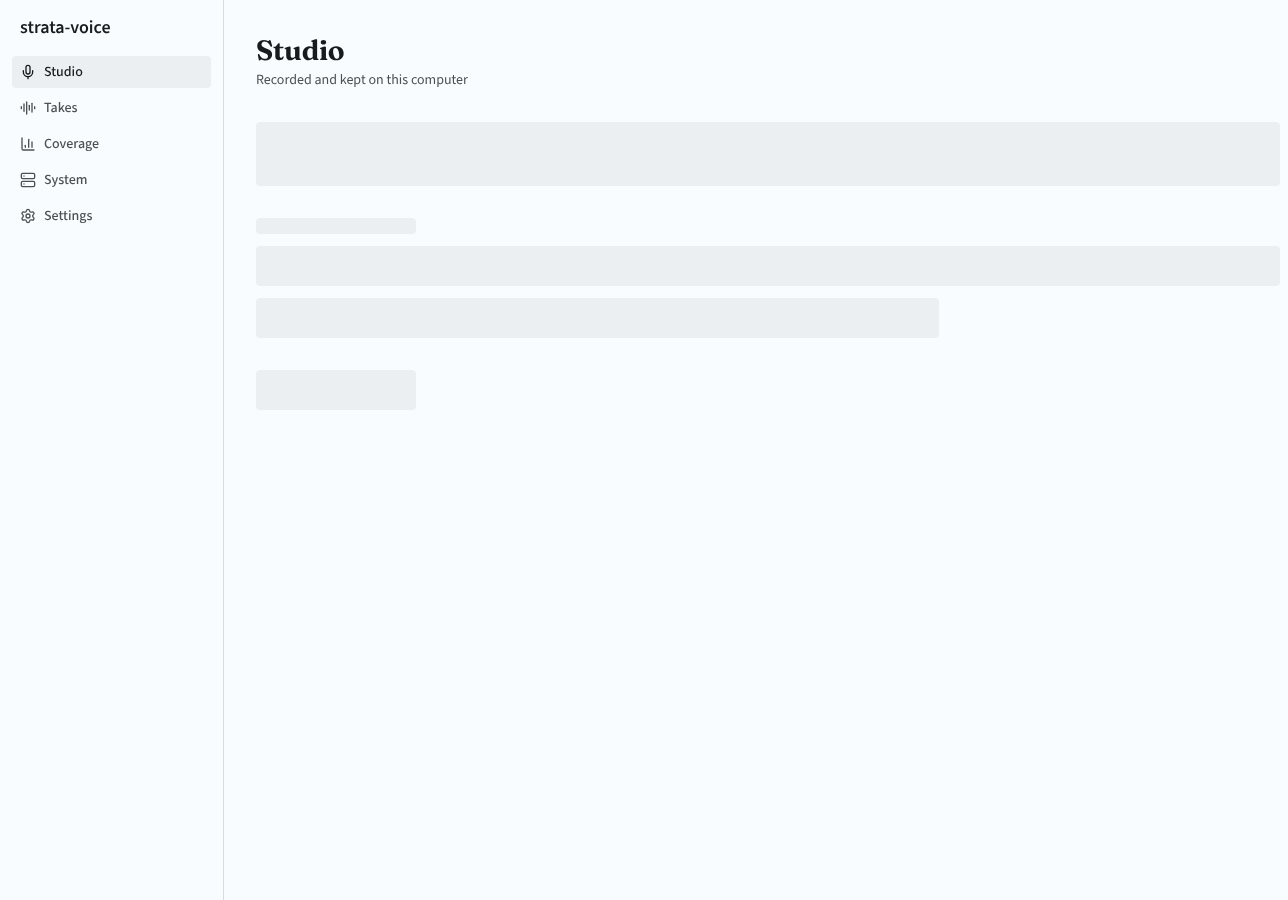 strata-voice
Studio
Takes
Coverage
System
Settings
Studio
Recorded and kept on this computer